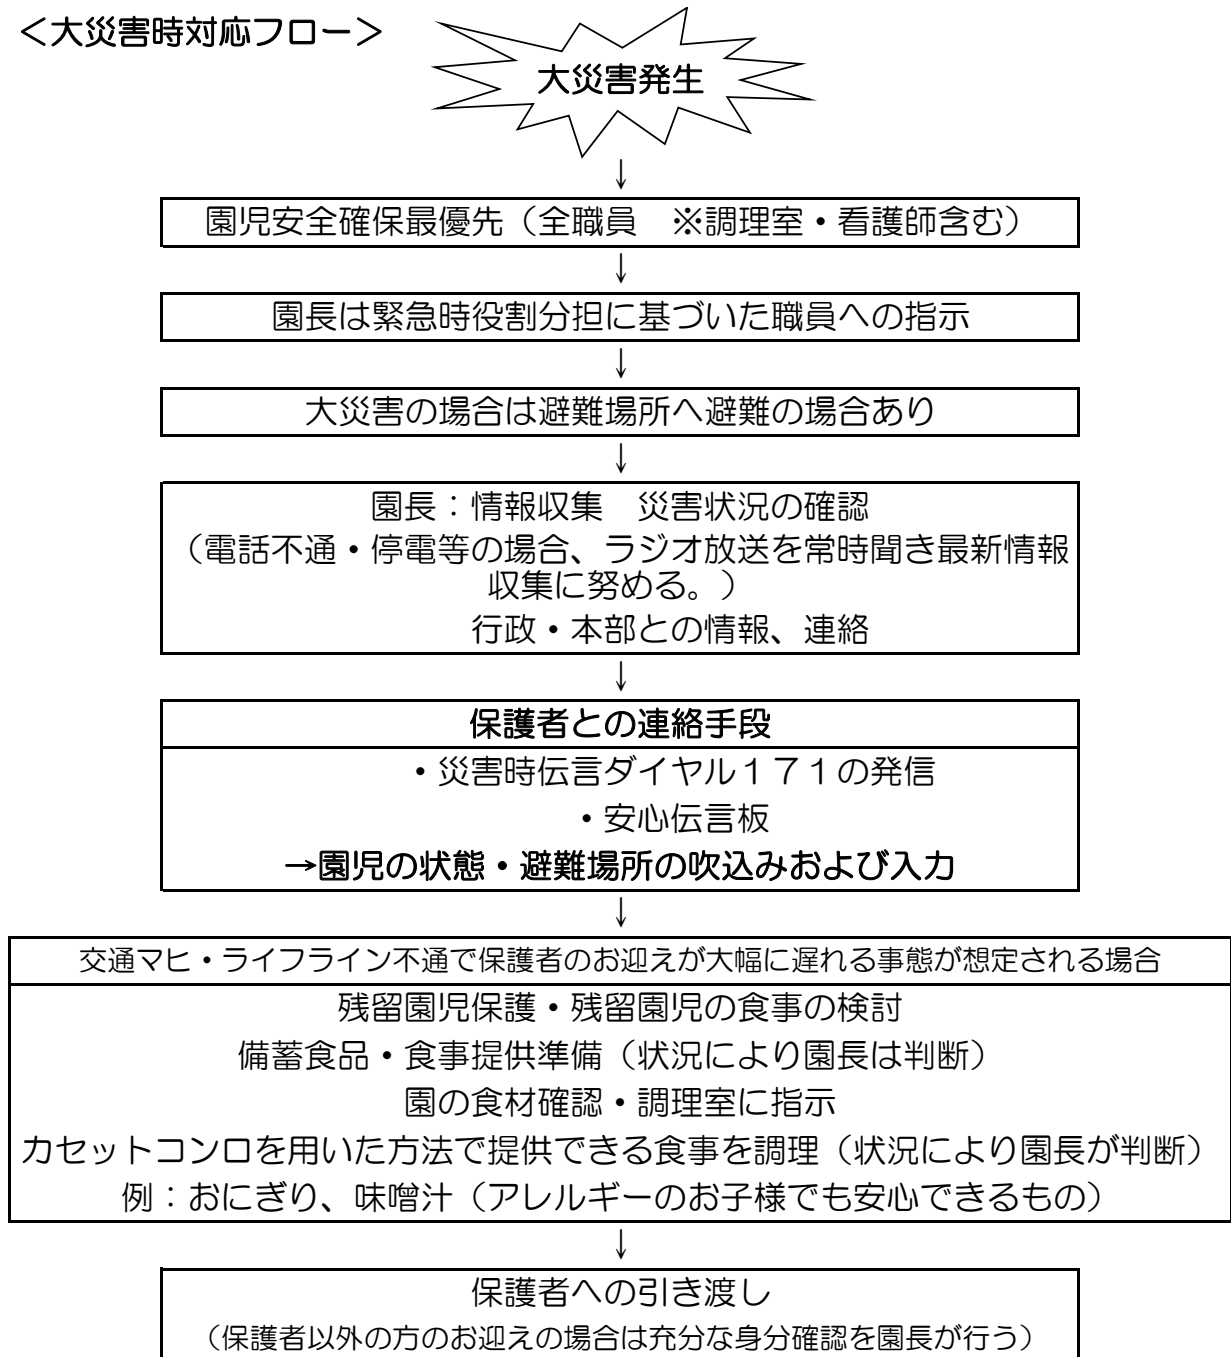 ＜大災害時対応フロー＞
大災害発生
↓
園児安全確保最優先（全職員　※調理室・看護師含む）
↓
園長は緊急時役割分担に基づいた職員への指示
↓
大災害の場合は避難場所へ避難の場合あり
↓
園長：情報収集　災害状況の確認
（電話不通・停電等の場合、ラジオ放送を常時聞き最新情報
収集に努める。）
行政・本部との情報、連絡
↓
保護者との連絡手段
・災害時伝言ダイヤル１７１の発信
・安心伝言板
→園児の状態・避難場所の吹込みおよび入力
↓
交通マヒ・ライフライン不通で保護者のお迎えが大幅に遅れる事態が想定される場合
残留園児保護・残留園児の食事の検討
備蓄食品・食事提供準備（状況により園長は判断）
園の食材確認・調理室に指示
カセットコンロを用いた方法で提供できる食事を調理（状況により園長が判断）
例：おにぎり、味噌汁（アレルギーのお子様でも安心できるもの）
↓
保護者への引き渡し
（保護者以外の方のお迎えの場合は充分な身分確認を園長が行う）